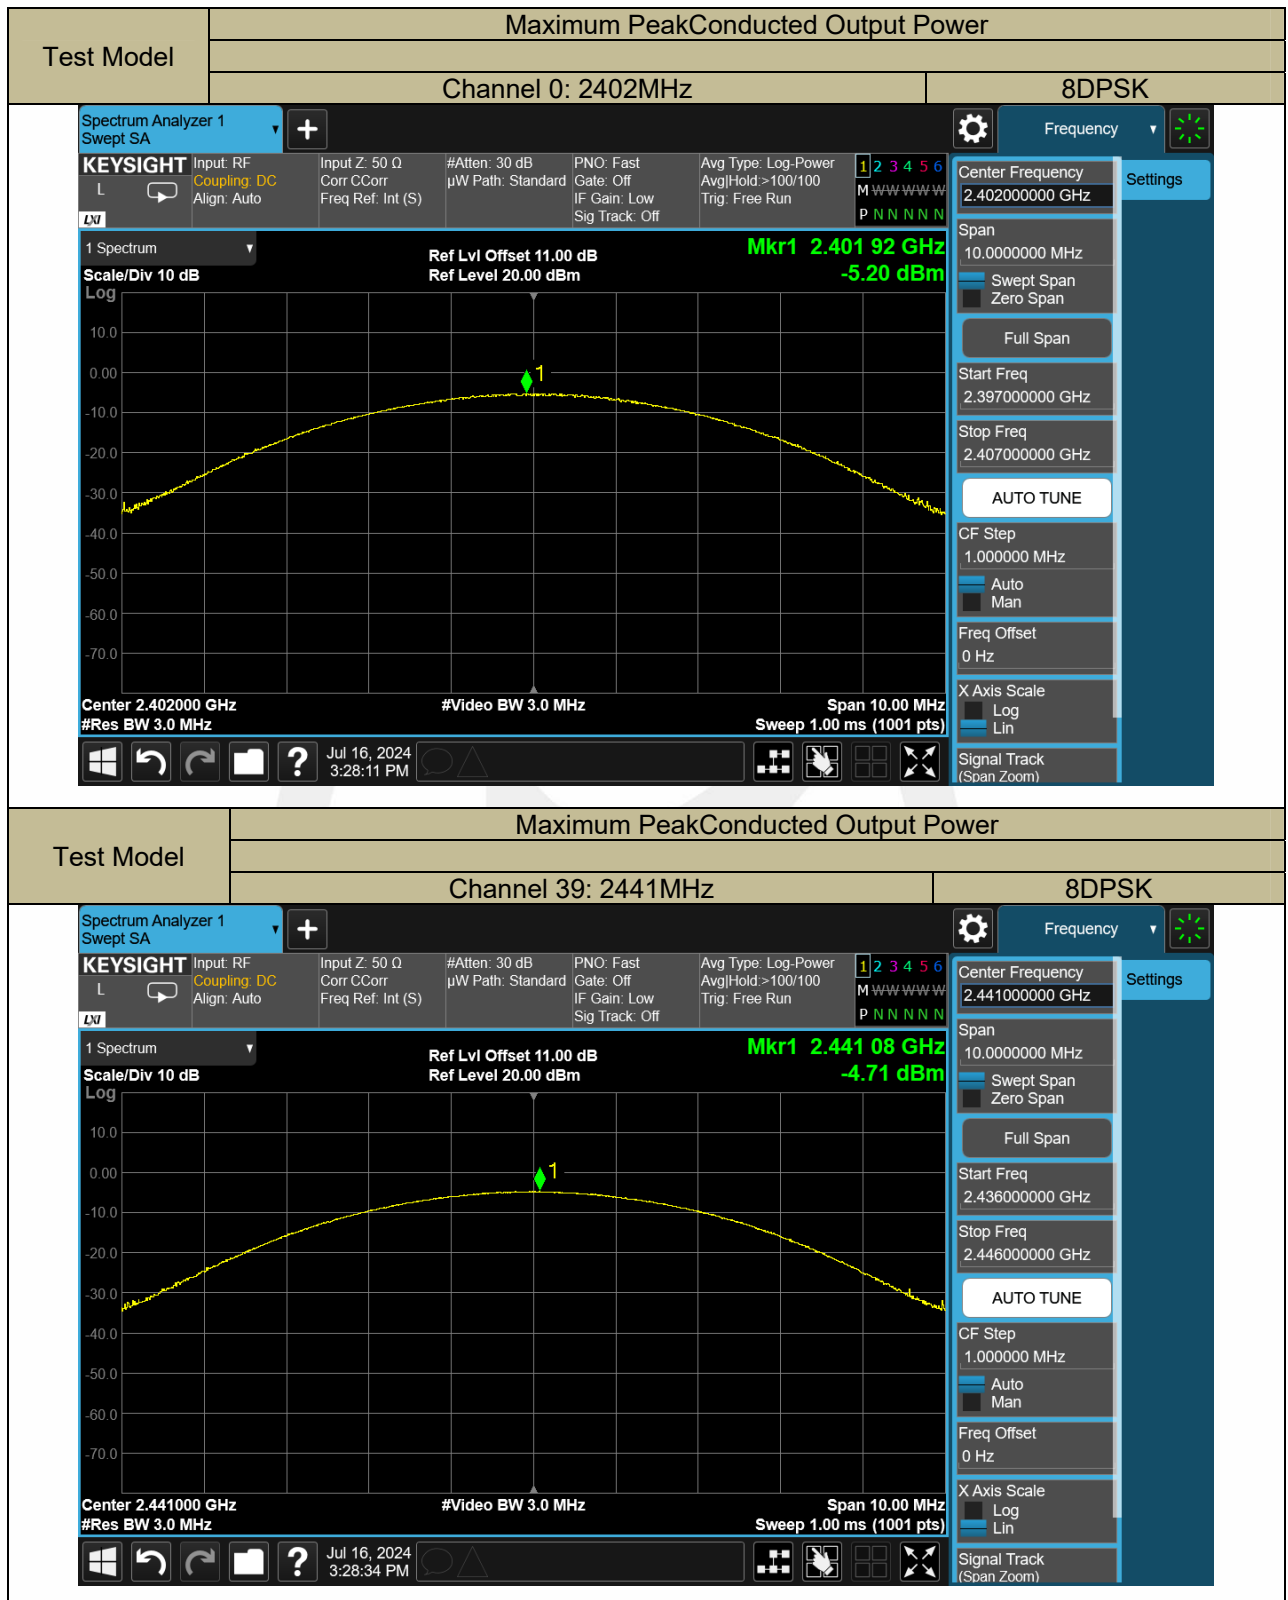 Test Model
Maximum PeakConducted Output Power
Channel 0: 2402MHz
8DPSK
Spectrum Analyzer 1
Swept SA
Frequency
KEYSIGHT
L
LXI
Input: RF
Coupling: DC
Align: Auto
Input Z: 50 Ω
Corr CCorr
Freq Ref: Int (S)
#Atten: 30 dB
µW Path: Standard
PNO: Fast
Gate: Off
IF Gain: Low
Sig Track: Off
Avg Type: Log-Power
Avg|Hold:>100/100
Trig: Free Run
1 2 3 4 5 6
M W W W W W
P N N N N N
1 Spectrum
Scale/Div 10 dB
Log
Ref Lvl Offset 11.00 dB
Ref Level 20.00 dBm
Mkr1 2.401 92 GHz
-5.20 dBm
10.0
0.00
-10.0
-20.0
-30.0
-40.0
-50.0
-60.0
-70.0
1
Center 2.402000 GHz
#Res BW 3.0 MHz
#Video BW 3.0 MHz
Span 10.00 MHz
Sweep 1.00 ms (1001 pts)
Jul 16, 2024
3:28:11 PM
Center Frequency
2.402000000 GHz
Settings
Span
10.0000000 MHz
Swept Span
Zero Span
Full Span
Start Freq
2.397000000 GHz
Stop Freq
2.407000000 GHz
AUTO TUNE
CF Step
1.000000 MHz
Auto
Man
Freq Offset
0 Hz
X Axis Scale
Log
Lin
Signal Track
(Span Zoom)
Test Model
Maximum PeakConducted Output Power
Channel 39: 2441MHz
8DPSK
Spectrum Analyzer 1
Swept SA
Frequency
KEYSIGHT
L
LXI
Input: RF
Coupling: DC
Align: Auto
Input Z: 50 Ω
Corr CCorr
Freq Ref: Int (S)
#Atten: 30 dB
µW Path: Standard
PNO: Fast
Gate: Off
IF Gain: Low
Sig Track: Off
Avg Type: Log-Power
Avg|Hold:>100/100
Trig: Free Run
1 2 3 4 5 6
M W W W W W
P N N N N N
1 Spectrum
Scale/Div 10 dB
Log
Ref Lvl Offset 11.00 dB
Ref Level 20.00 dBm
Mkr1 2.441 08 GHz
-4.71 dBm
10.0
0.00
-10.0
-20.0
-30.0
-40.0
-50.0
-60.0
-70.0
1
Center 2.441000 GHz
#Res BW 3.0 MHz
#Video BW 3.0 MHz
Span 10.00 MHz
Sweep 1.00 ms (1001 pts)
Jul 16, 2024
3:28:34 PM
Center Frequency
2.441000000 GHz
Settings
Span
10.0000000 MHz
Swept Span
Zero Span
Full Span
Start Freq
2.436000000 GHz
Stop Freq
2.446000000 GHz
AUTO TUNE
CF Step
1.000000 MHz
Auto
Man
Freq Offset
0 Hz
X Axis Scale
Log
Lin
Signal Track
(Span Zoom)